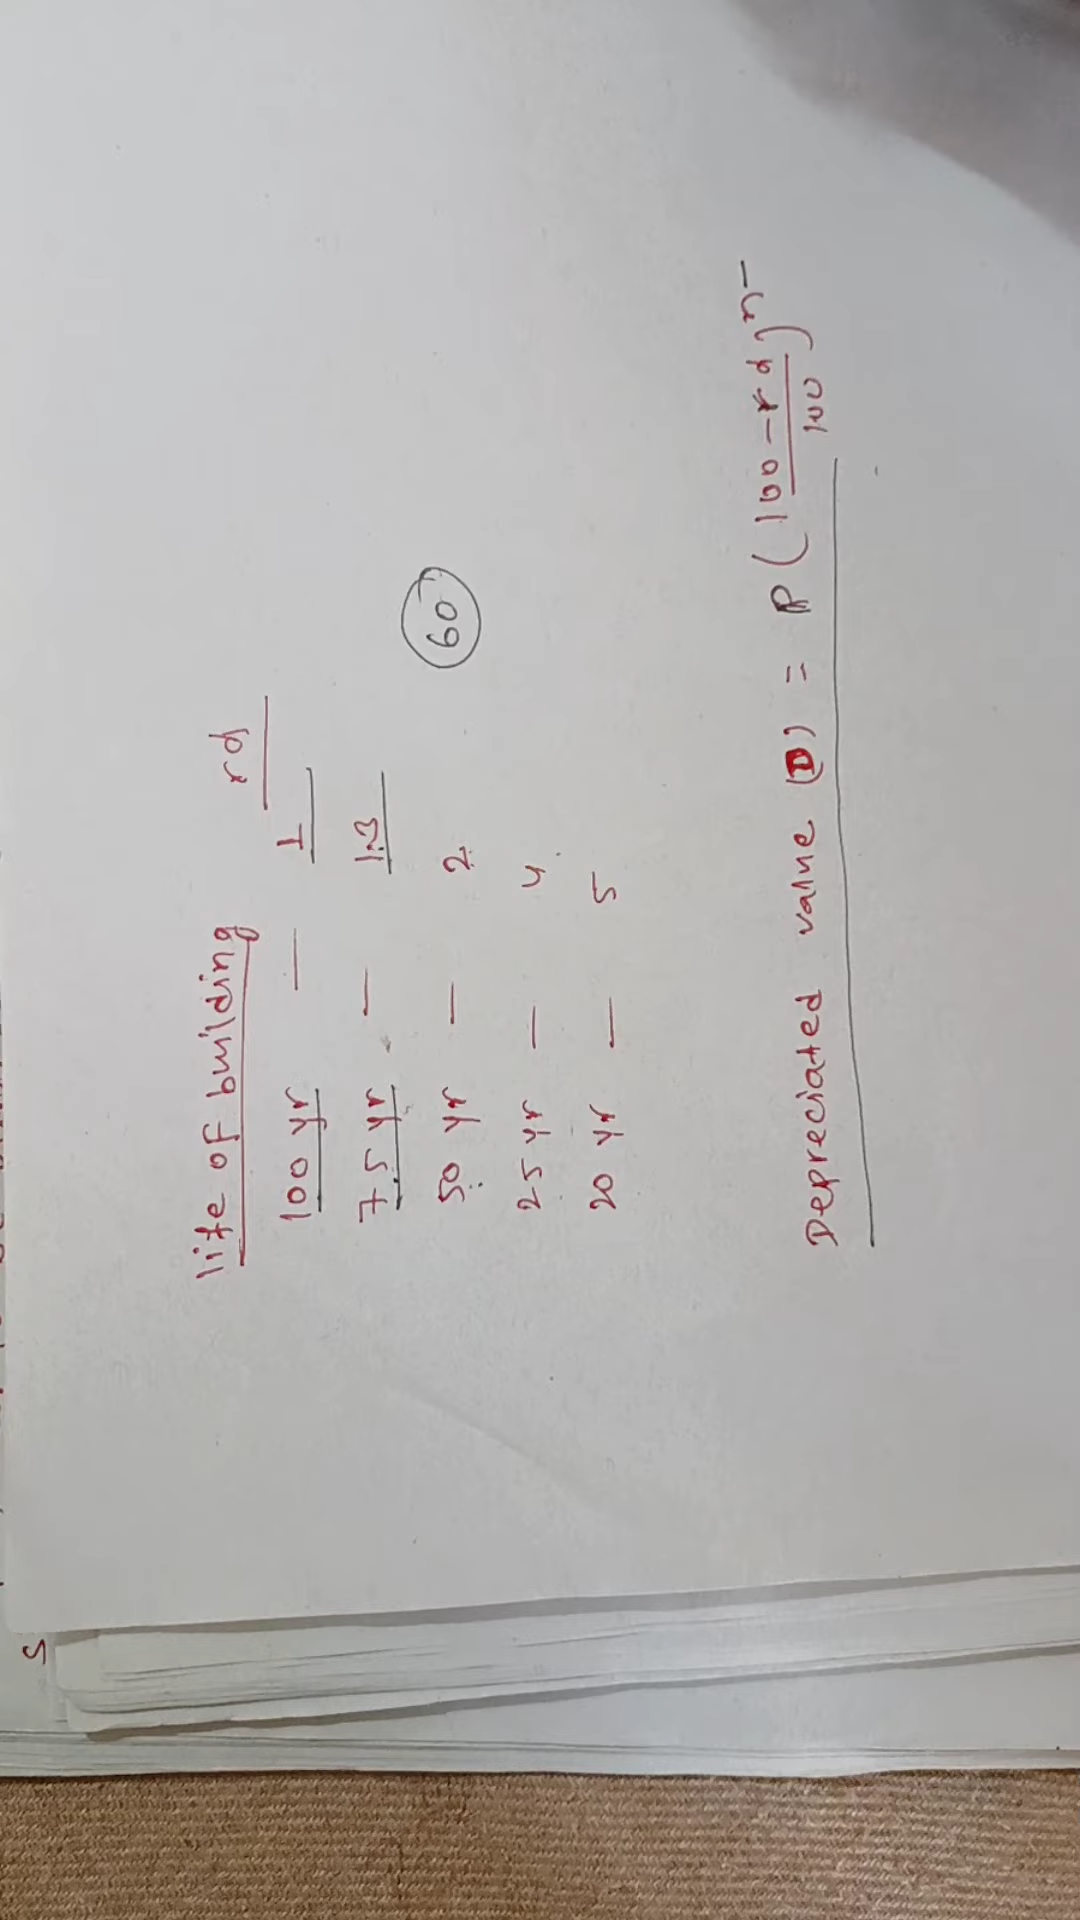 life of building rd
100 yr — 1
75 yr — 1.3
50 yr — 2 60
25 yr — 4
20 yr — 5
Depreciated value (D) = P (100 - rd / 100)^n
5